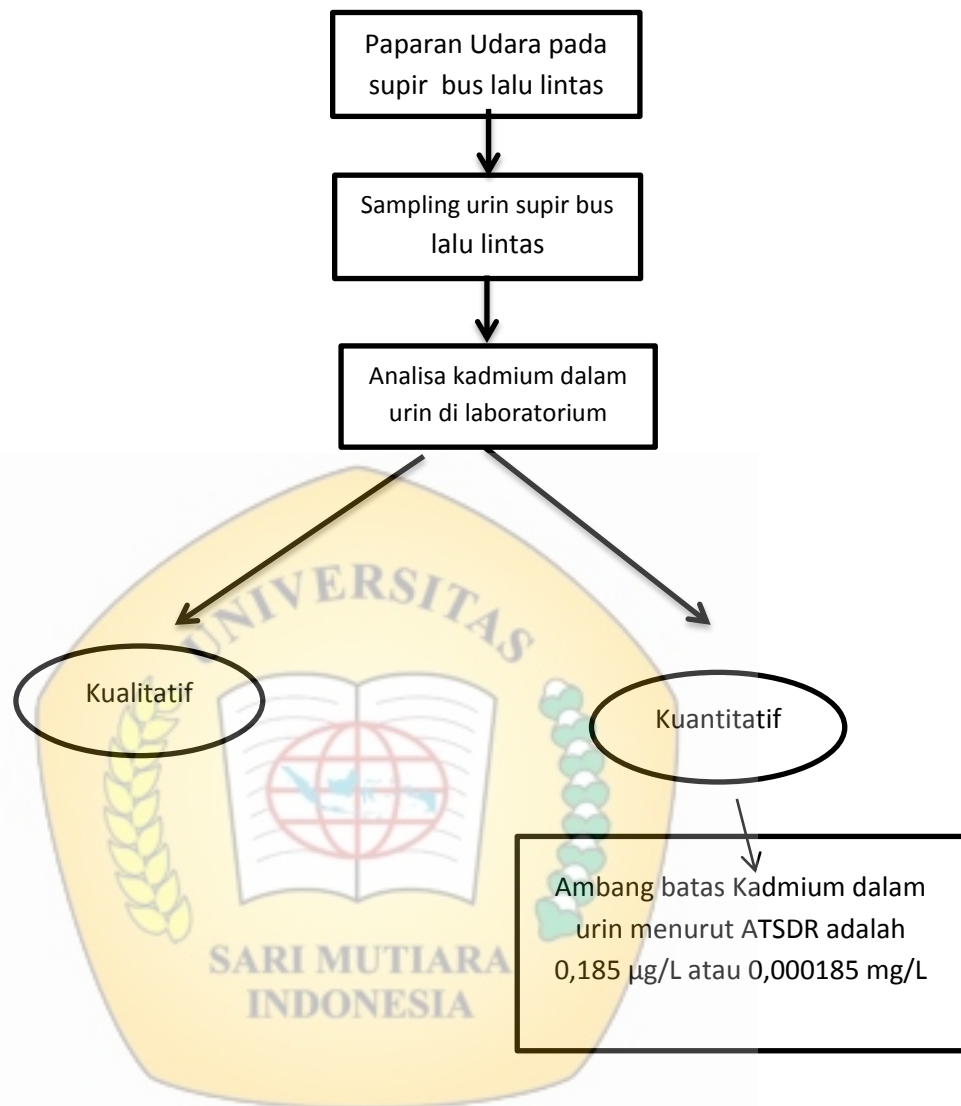 Paparan Udara pada
supir bus lalu lintas
Sampling urin supir bus
lalu lintas
Analisa kadmium dalam
urin di laboratorium
UNIVERSITAS
Kualitatif
Kuantitatif
Ambang batas Kadmium dalam
urin menurut ATSDR adalah
0,185 µg/L atau 0,000185 mg/L
SARI MUTIARA
INDONESIA